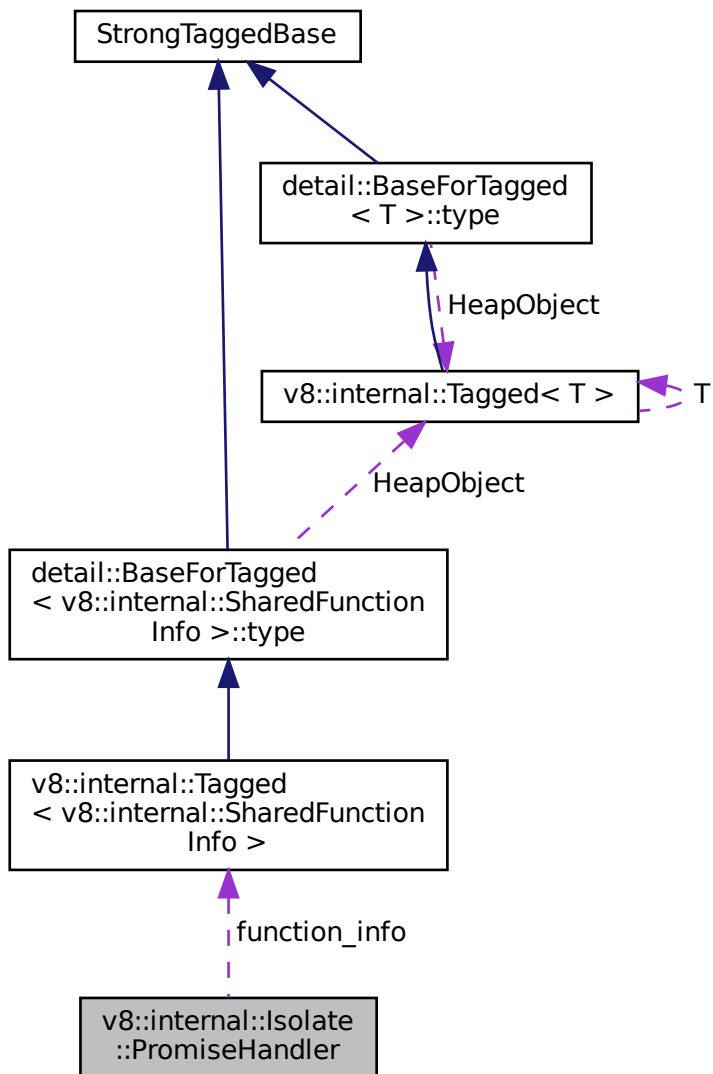 StrongTaggedBase
detail::BaseForTagged
< T >::type
HeapObject
v8::internal::Tagged< T >
T
HeapObject
detail::BaseForTagged
< v8::internal::SharedFunction
Info >::type
v8::internal::Tagged
< v8::internal::SharedFunction
Info >
function_info
v8::internal::Isolate
::PromiseHandler